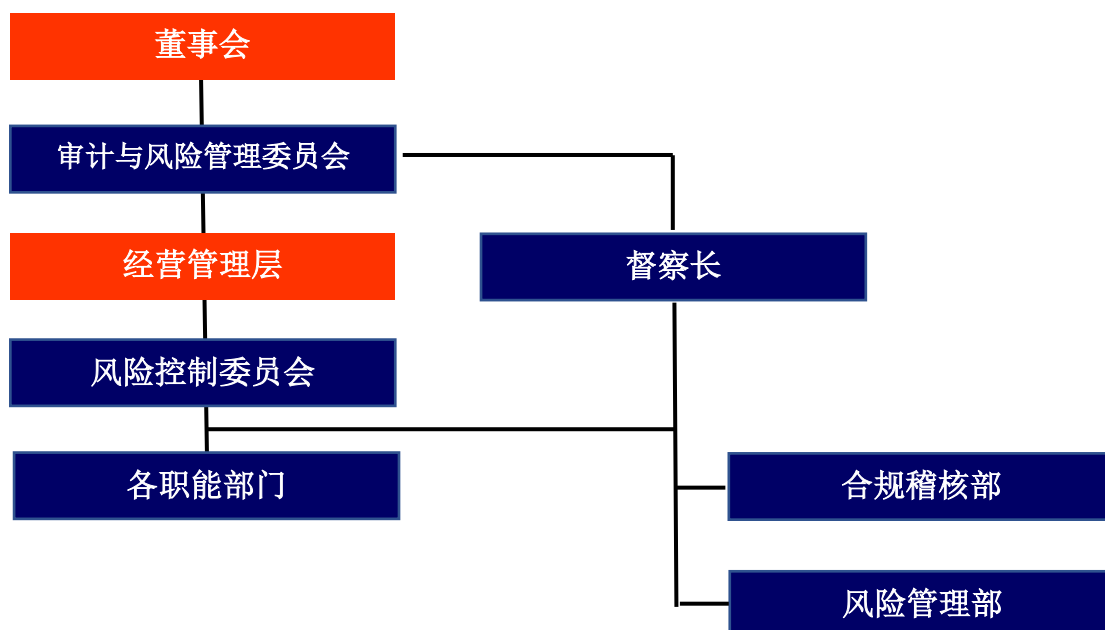 董事会
审计与风险管理委员会
经营管理层
督察长
风险控制委员会
各职能部门
合规稽核部
风险管理部